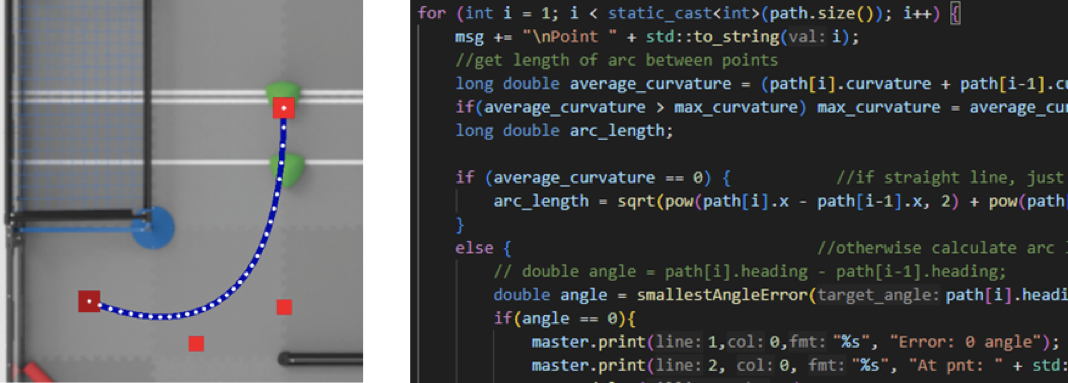 for (int i = 1; i < static_cast<int>(path.size()); i++) {
msg += "\nPoint " + std::to_string(val: i);
//get length of arc between points
long double average_curvature = (path[i].curvature + path[i-1].cu
if(average_curvature > max_curvature) max_curvature = average_cur
long double arc_length;
if (average_curvature == 0) { //if straight line, just
arc_length = sqrt(pow(path[i].x - path[i-1].x, 2) + pow(path
}
else { //otherwise calculate arc l
// double angle = path[i].heading - path[i-1].heading;
double angle = smallestAngleError(target_angle: path[i].headi
if(angle == 0){
master.print(line: 1,col: 0,fmt: "%s", "Error: 0 angle");
master.print(line: 2, col: 0, fmt: "%s", "At pnt: " + std: